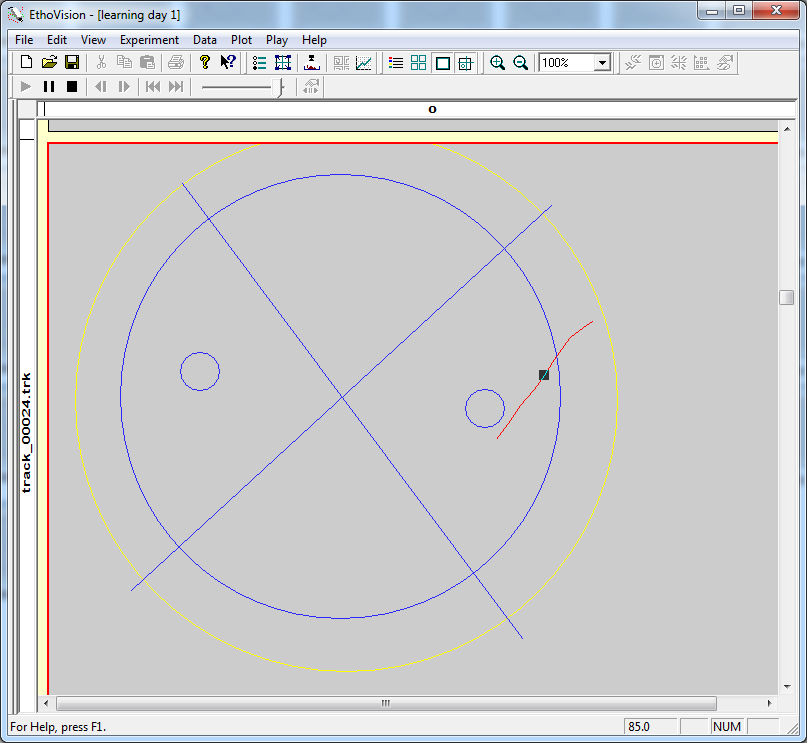 EthoVision - [learning day 1]
File Edit View Experiment Data Plot Play Help
100%
o
track_00024.trk
For Help, press F1.
85.0
NUM